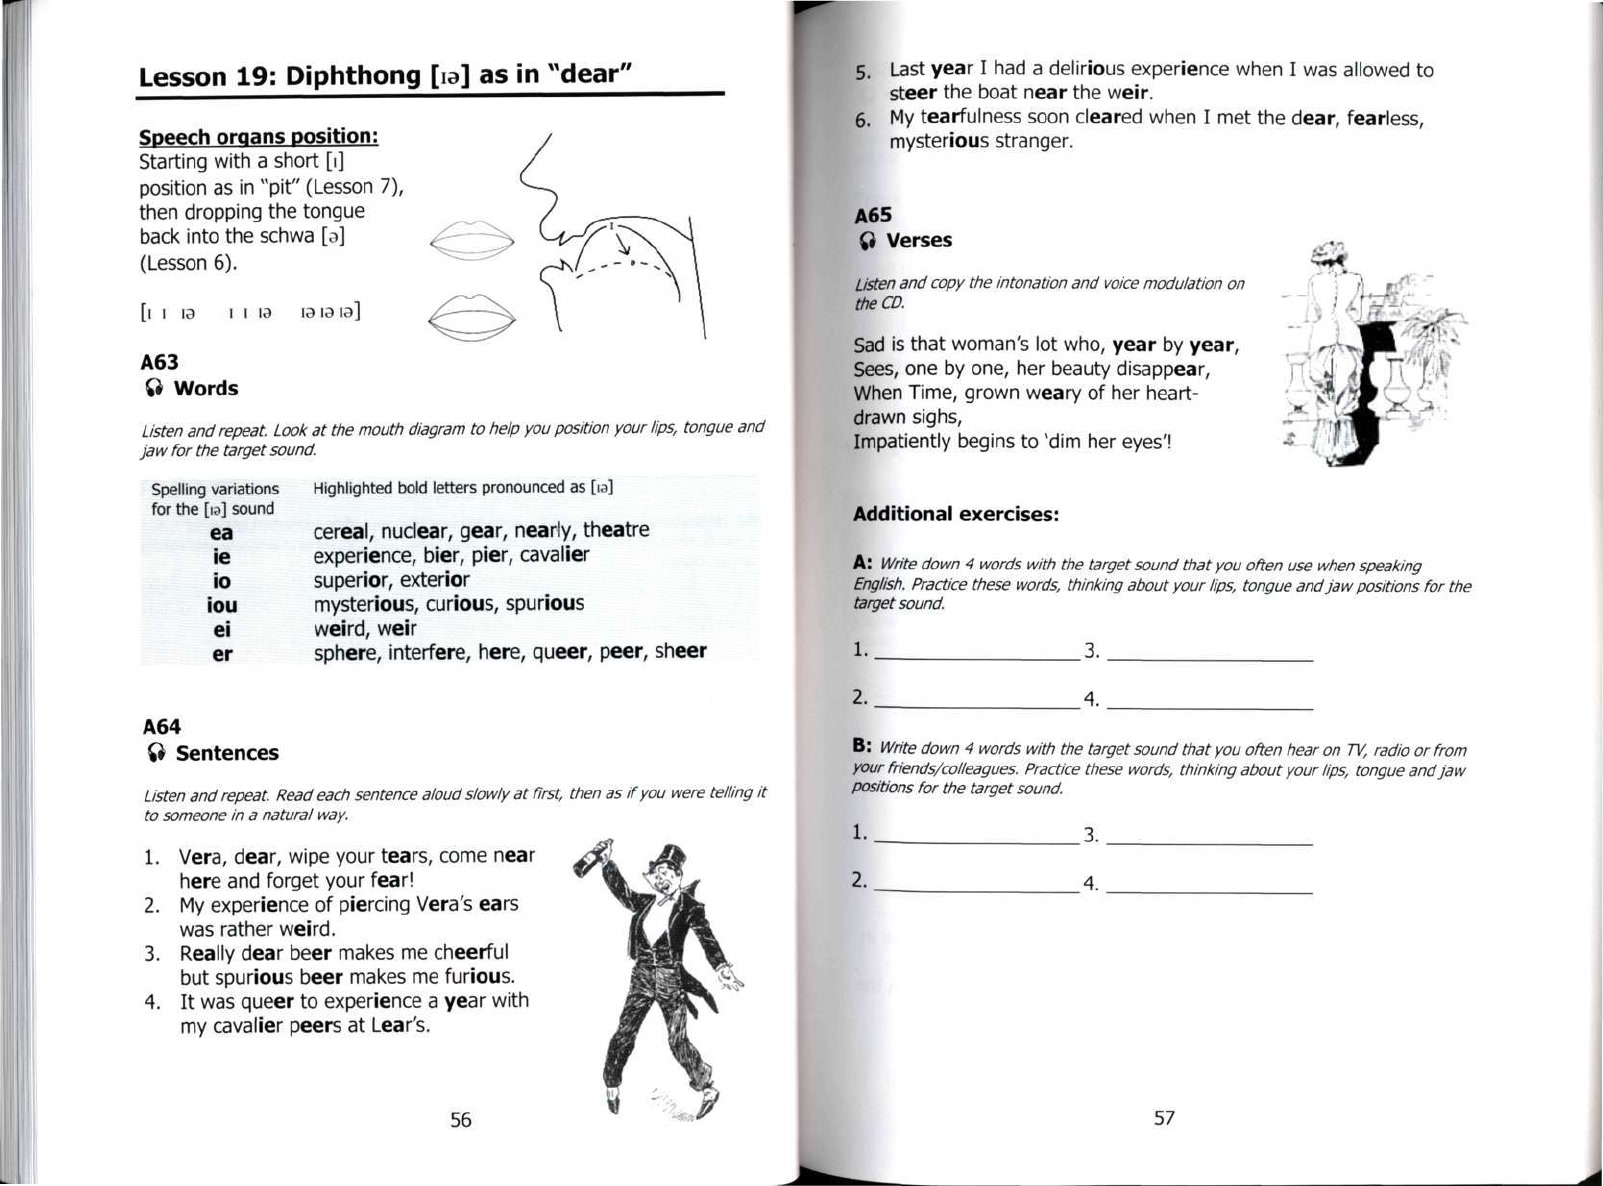 Lesson 19: Diphthong [ɪə] as in "dear"
Speech organs position:
Starting with a short [ɪ]
position as in "pit" (Lesson 7),
then dropping the tongue
back into the schwa [ə]
(Lesson 6).
[ɪ ɪ ɪə ɪ ɪ ɪə ɪə ɪə ɪə]
A63
Words
Listen and repeat. Look at the mouth diagram to help you position your lips, tongue and
jaw for the target sound.
Spelling variations Highlighted bold letters pronounced as [ɪə]
for the [ɪə] sound
ea cereal, nuclear, gear, nearly, theatre
ie experience, bier, pier, cavalier
io superior, exterior
iou mysterious, curious, spurious
ei weird, weir
er sphere, interfere, here, queer, peer, sheer
A64
Sentences
Listen and repeat. Read each sentence aloud slowly at first, then as if you were telling it
to someone in a natural way.
1. Vera, dear, wipe your tears, come near
here and forget your fear!
2. My experience of piercing Vera's ears
was rather weird.
3. Really dear beer makes me cheerful
but spurious beer makes me furious.
4. It was queer to experience a year with
my cavalier peers at Lear's.
56
5. Last year I had a delirious experience when I was allowed to
steer the boat near the weir.
6. My tearfulness soon cleared when I met the dear, fearless,
mysterious stranger.
A65
Verses
Listen and copy the intonation and voice modulation on
the CD.
Sad is that woman's lot who, year by year,
Sees, one by one, her beauty disappear,
When Time, grown weary of her heart-
drawn sighs,
Impatiently begins to 'dim her eyes'!
Additional exercises:
A: Write down 4 words with the target sound that you often use when speaking
English. Practice these words, thinking about your lips, tongue and jaw positions for the
target sound.
1. ____ 3. ____
2. ____ 4. ____
B: Write down 4 words with the target sound that you often hear on TV, radio or from
your friends/colleagues. Practice these words, thinking about your lips, tongue and jaw
positions for the target sound.
1. ____ 3. ____
2. ____ 4. ____
57